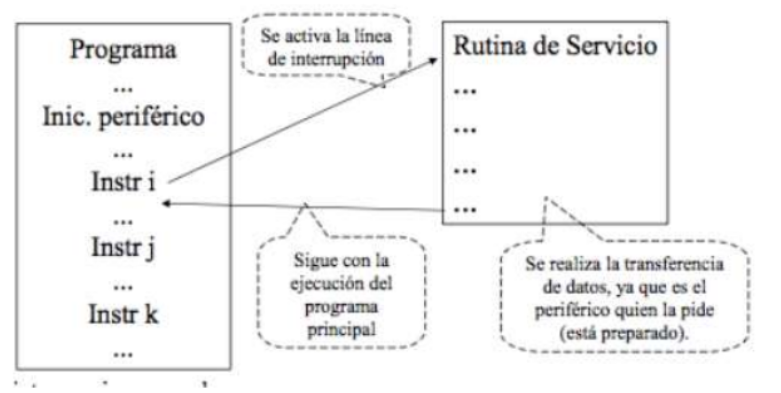 Programa
...
Inic. periférico
...
Instr i
...
Instr j
...
Instr k
...
Se activa la línea
de interrupción
Rutina de Servicio
...
...
...
...
Sigue con la
ejecución del
programa
principal
Se realiza la transferencia
de datos, ya que es el
periférico quien la pide
(está preparado).